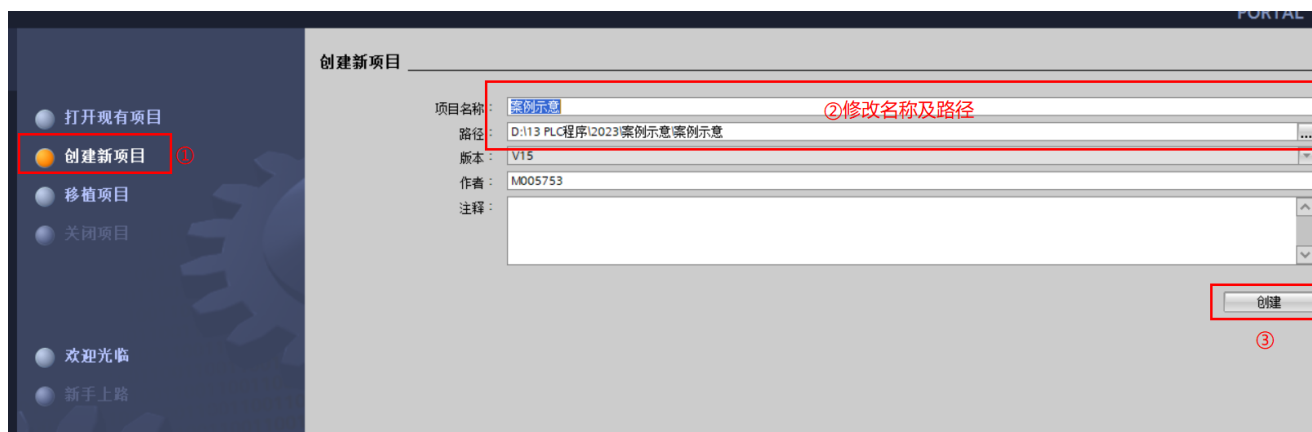 PORTAL
创建新项目
打开现有项目
创建新项目 ①
移植项目
关闭项目
欢迎光临
新手上路
项目名称： 案例示意
②修改名称及路径
路径： D:\13 PLC程序\2023\案例示意\案例示意
...
版本： V15
作者： M005753
注释：
创建
③